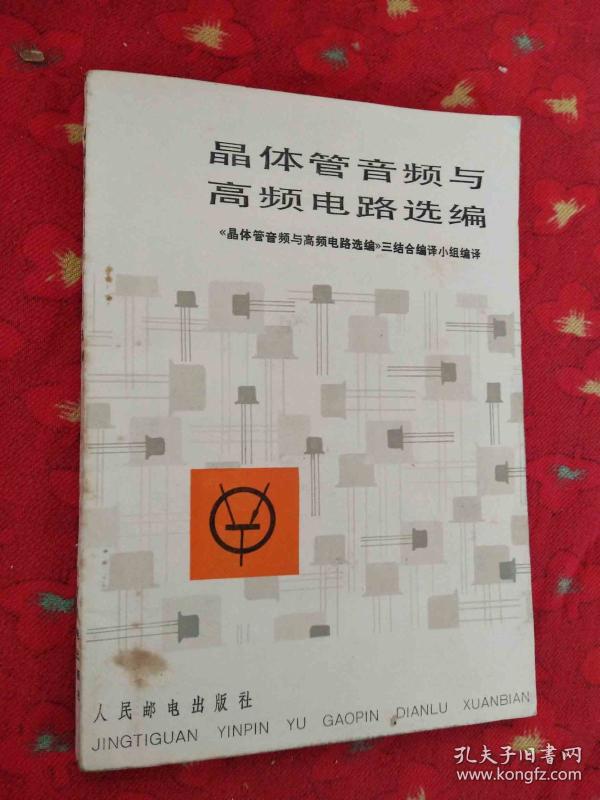 晶体管音频与
高频电路选编
《晶体管音频与高频电路选编》三结合编译小组编译
人民邮电出版社
JINGTIGUAN YINPIN YU GAOPIN DIANLU XUANBIAN
孔夫子旧书网
www.kongfz.com